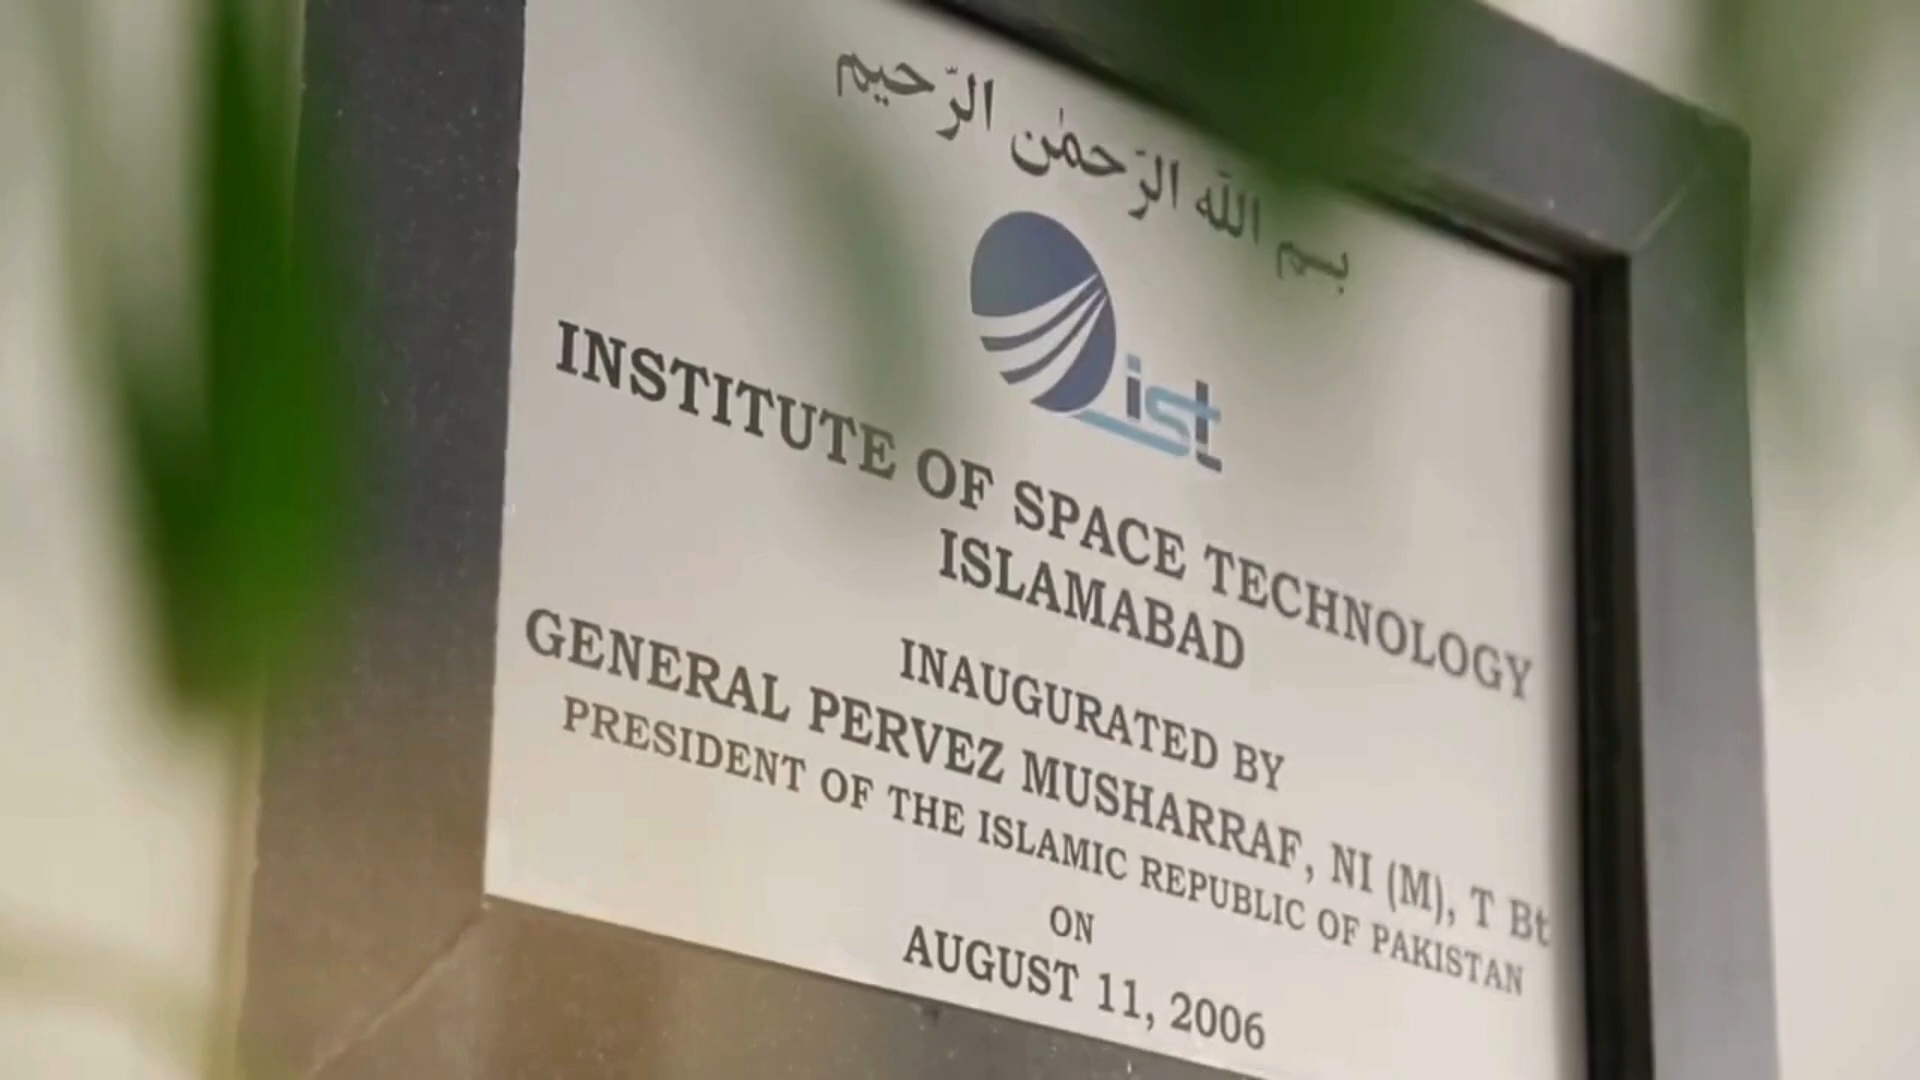 بسم الله الرّحمٰن الرّحیم
ist
INSTITUTE OF SPACE TECHNOLOGY
ISLAMABAD
INAUGURATED BY
GENERAL PERVEZ MUSHARRAF, NI (M), T Bt
PRESIDENT OF THE ISLAMIC REPUBLIC OF PAKISTAN
ON
AUGUST 11, 2006